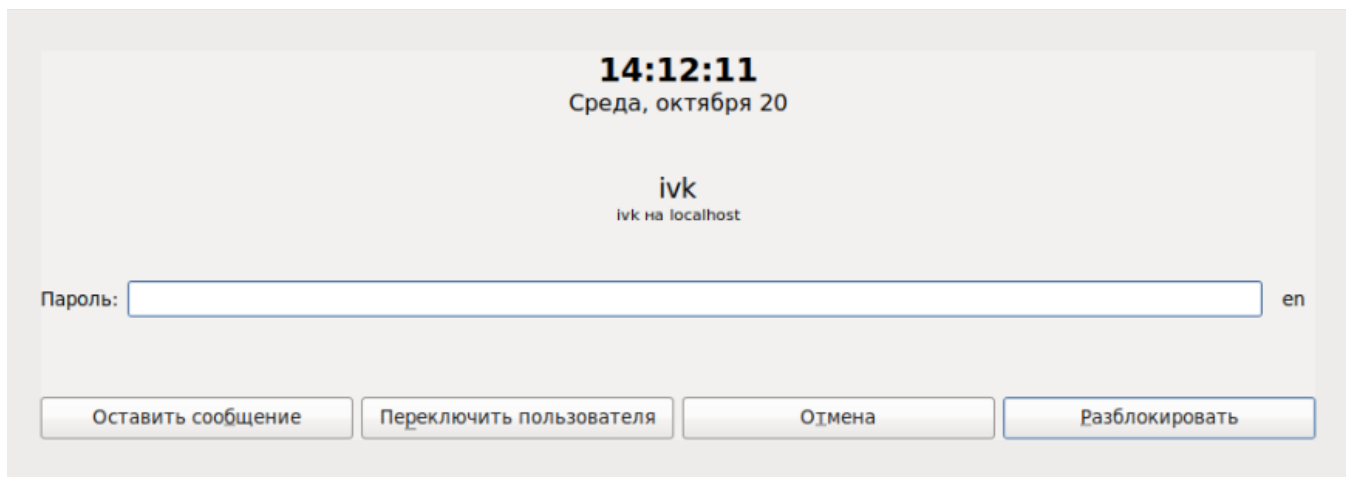 14:12:11
Среда, октября 20
ivk
ivk на localhost
Пароль: en
Оставить сообщение Переключить пользователя Отмена Разблокировать